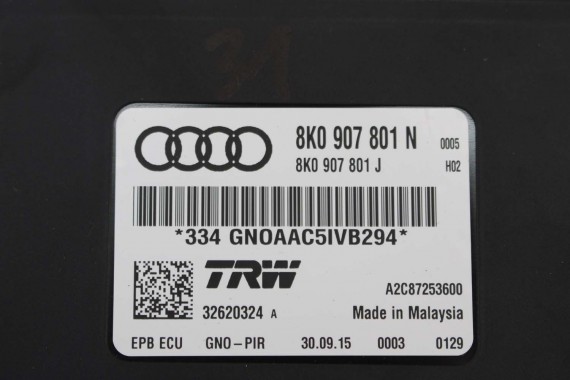 8K0 907 801 N 0005
8K0 907 801 J H02
*334 GNOAAC5IVB294*
TRW
A2C87253600
32620324 A Made in Malaysia
EPB ECU GNO-PIR 30.09.15 0003 0129